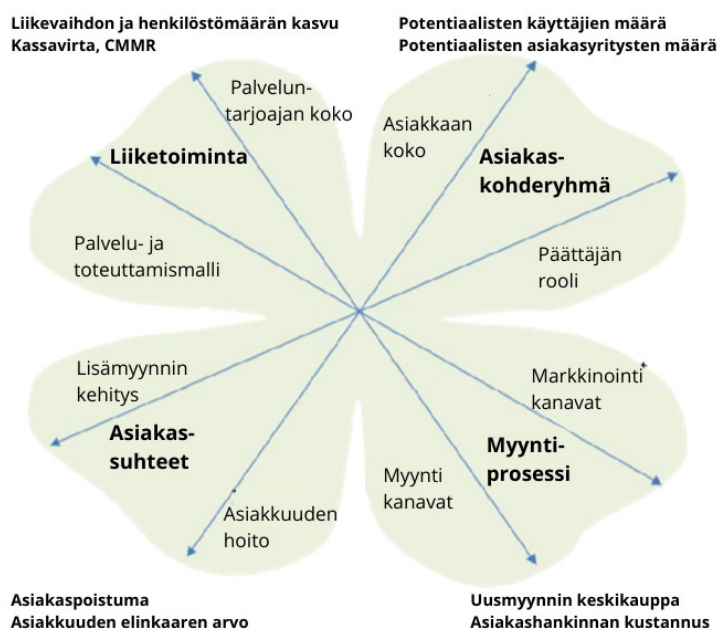 Liikevaihdon ja henkilöstömäärän kasvu
Kassavirta, CMMR
Potentiaalisten käyttäjien määrä
Potentiaalisten asiakasyritysten määrä
Palvelun-
tarjoajan koko
Liiketoiminta
Palvelu- ja
toteuttamismalli
Asiakkaan
koko
Asiakas-
kohderyhmä
Päättäjän
rooli
Lisämyynnin
kehitys
Asiakas-
suhteet
Asiakkuuden
hoito
Markkinointi
kanavat
Myynti-
prosessi
Myynti
kanavat
Asiakaspoistuma
Asiakkuuden elinkaaren arvo
Uusmyynnin keskikauppa
Asiakashankinnan kustannus